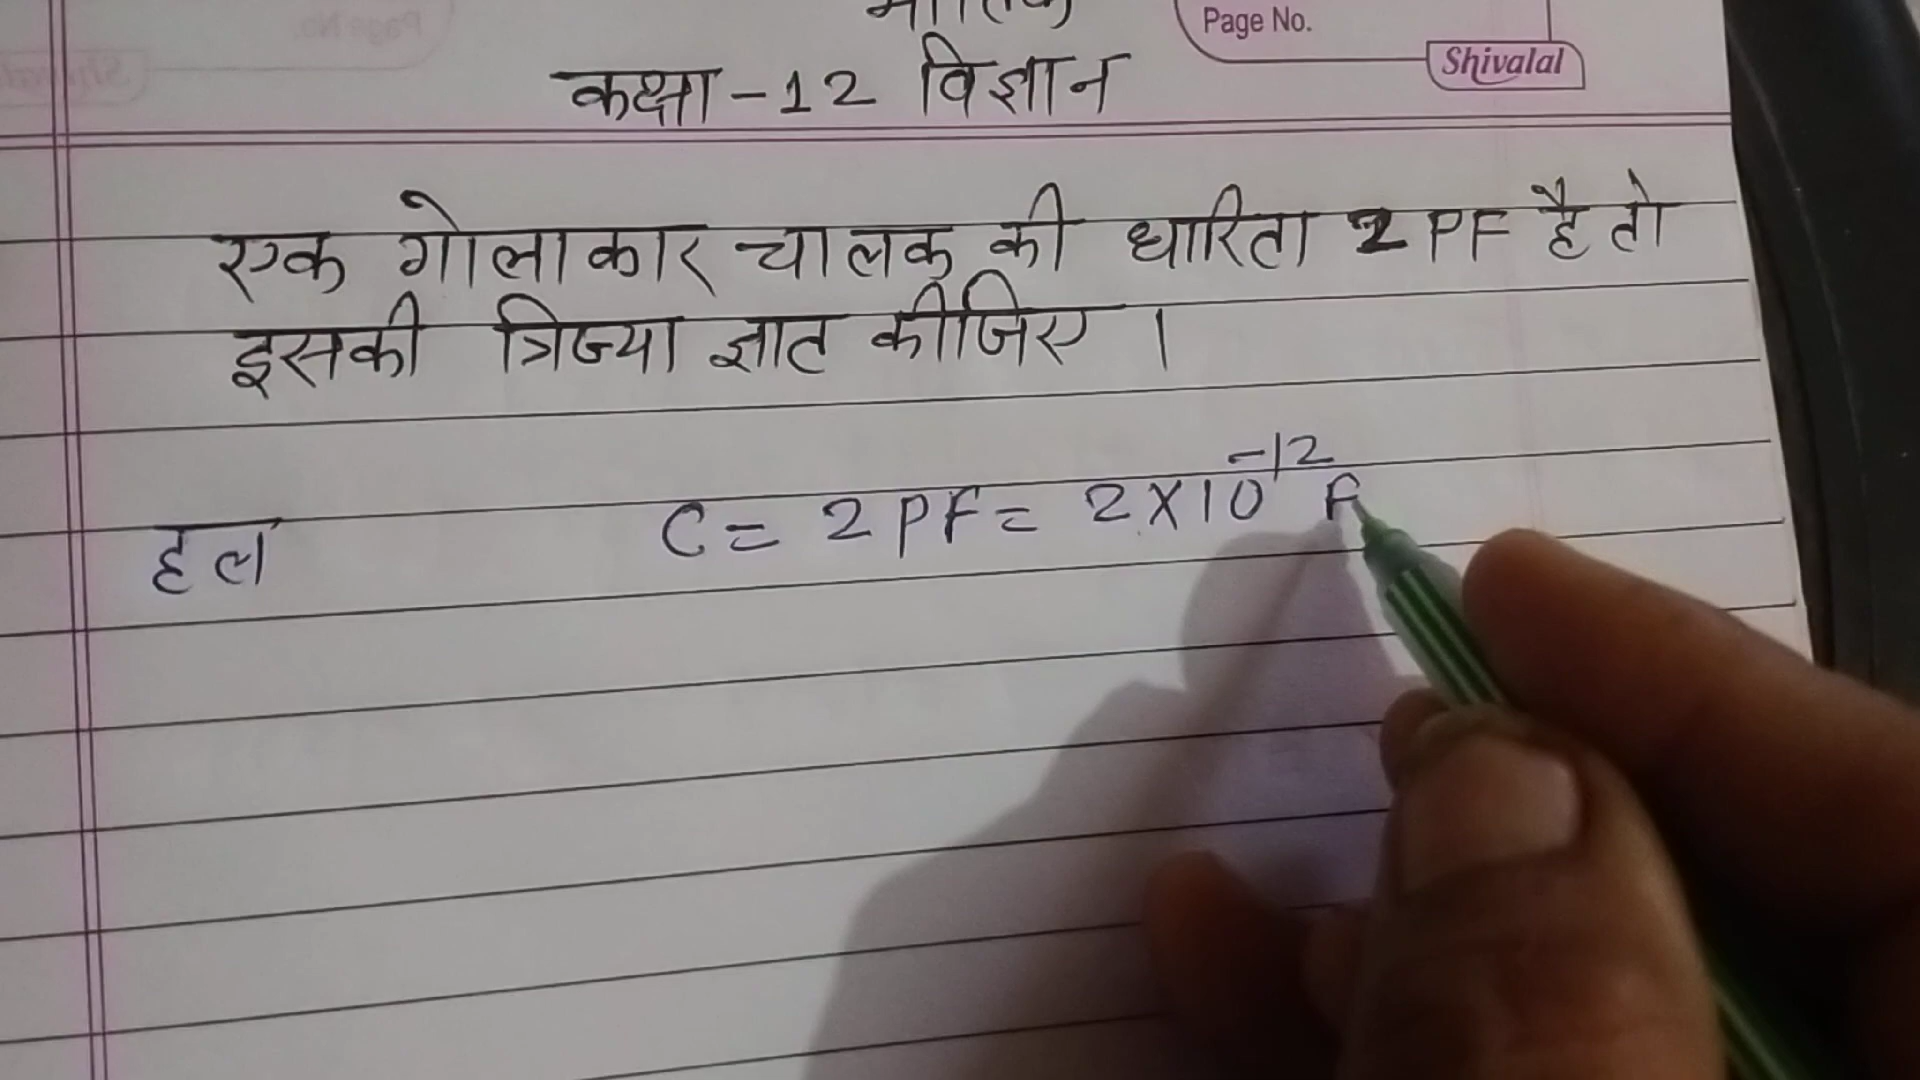 Page No.
Shivalal
कक्षा - 12 विज्ञान
एक गोलाकार चालक की धारिता 2 PF है तो
इसकी त्रिज्या ज्ञात कीजिए ।
हल C = 2 PF = 2 × 10⁻¹² F